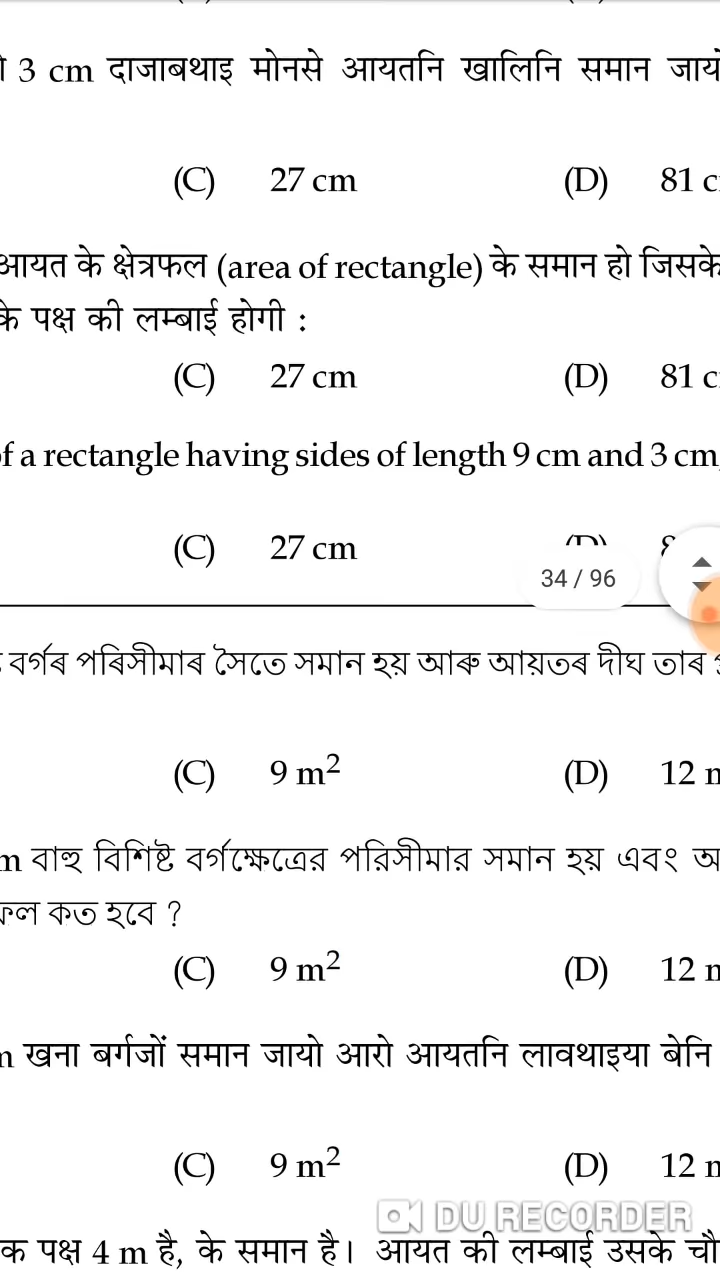 3 cm दाजाबथाइ मोनसे आयतनि खालिनि समान जायो
(C) 27 cm (D) 81 c
आयत के क्षेत्रफल (area of rectangle) के समान हो जिसके
के पक्ष की लम्बाई होगी :
(C) 27 cm (D) 81 c
of a rectangle having sides of length 9 cm and 3 cm,
(C) 27 cm (D)
34 / 96
বৰ্গৰ পৰিসীমাৰ সৈতে সমান হয় আৰু আয়তৰ দীঘ তাৰ
(C) 9 m² (D) 12
m বাহু বিশিষ্ট বর্গক্ষেত্রের পরিসীমার সমান হয় এবং
কত হবে ?
(C) 9 m² (D) 12
खना बर्गजों समान जायो आरो आयतनि लावथाइया बेनि
(C) 9 m² (D) 12
DU RECORDER
पक्ष 4 m है, के समान है। आयत की लम्बाई उसके